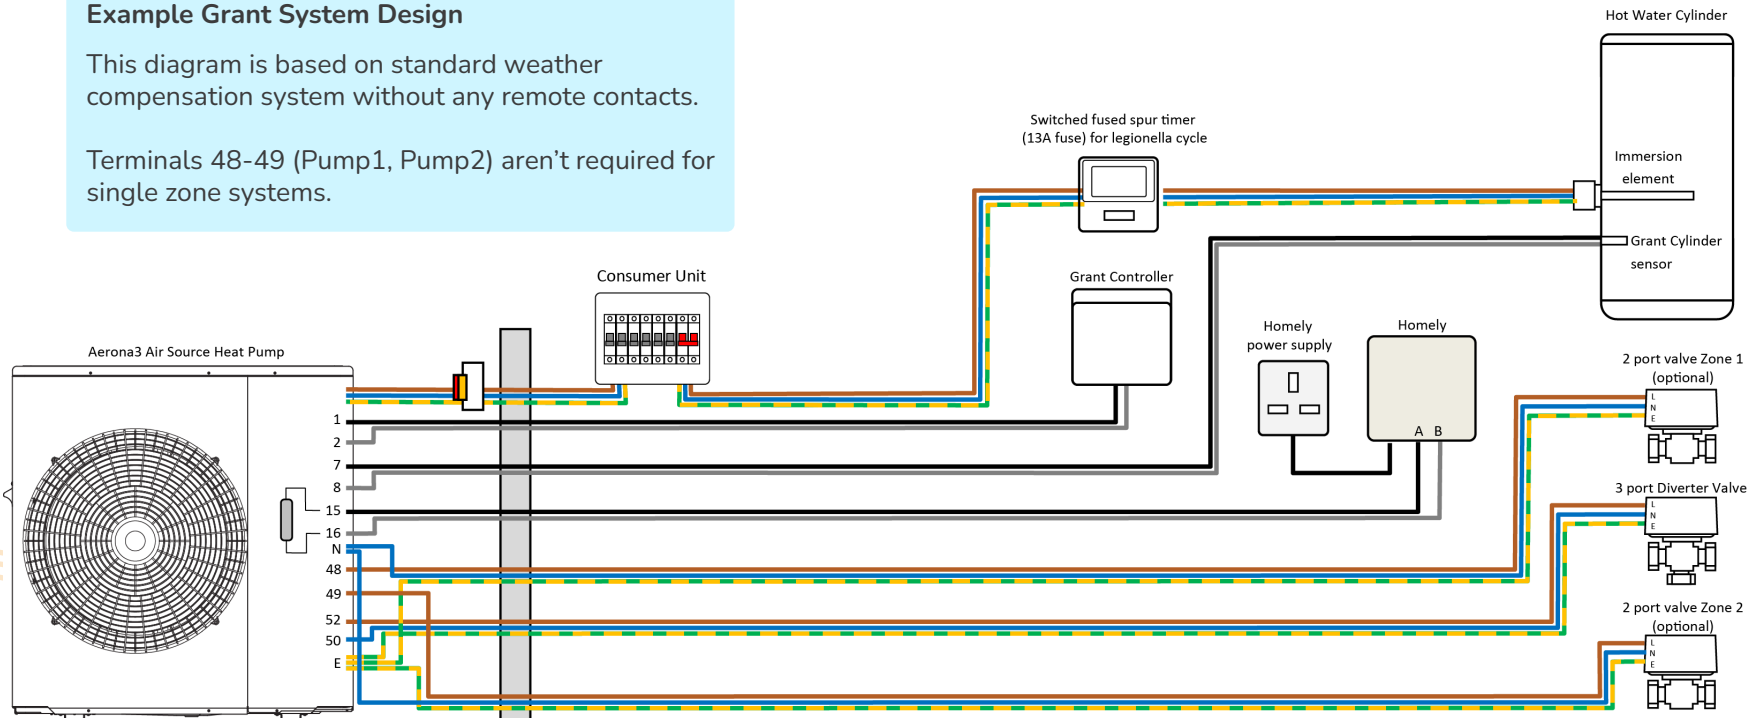 Example Grant System Design
This diagram is based on standard weather
compensation system without any remote contacts.
Terminals 48-49 (Pump1, Pump2) aren't required for
single zone systems.
Hot Water Cylinder
Switched fused spur timer
(13A fuse) for legionella cycle
Immersion
element
Grant Cylinder
sensor
Consumer Unit
Grant Controller
Homely
power supply
Homely
A B
Aerona3 Air Source Heat Pump
1
2
7
8
15
16
N
48
49
52
50
E
2 port valve Zone 1
(optional)
L
N
E
3 port Diverter Valve
L
N
E
2 port valve Zone 2
(optional)
L
N
E